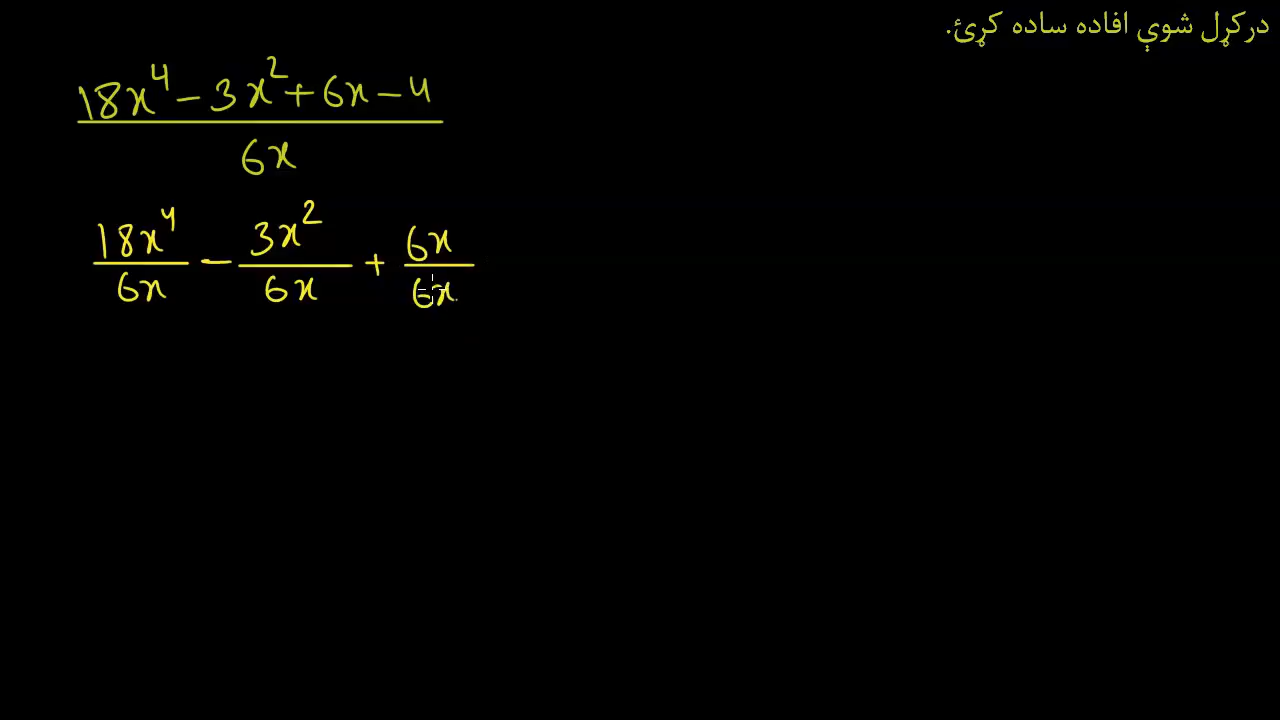 درکړل شوې افاده ساده کړئ.
18x⁴ - 3x² + 6x - 4
6x
18x⁴/6x - 3x²/6x + 6x/6x